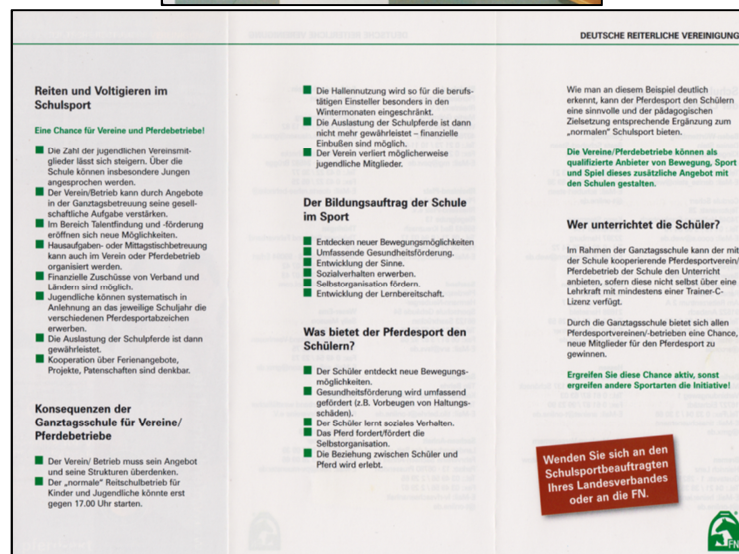 DEUTSCHE REITERLICHE VEREINIGUNG
Reiten und Voltigieren im
Schulsport
Eine Chance für Vereine und Pferdebetriebe!
Die Zahl der jugendlichen Vereinsmit-
glieder lässt sich steigern. Über die
Schule können insbesondere Jungen
angesprochen werden.
Der Verein/Betrieb kann durch Angebote
in der Ganztagsbetreuung seine gesell-
schaftliche Aufgabe verstärken.
Im Bereich Talentfindung und -förderung
eröffnen sich neue Möglichkeiten.
Hausaufgaben- oder Mittagstischbetreuung
kann auch im Verein oder Pferdebetrieb
organisiert werden.
Finanzielle Zuschüsse von Verband und
Ländern sind möglich.
Jugendliche können systematisch in
Anlehnung an das jeweilige Schuljahr die
verschiedenen Pferdesportabzeichen
erwerben.
Die Auslastung der Schulpferde ist dann
gewährleistet.
Kooperation über Ferienangebote,
Projekte, Patenschaften sind denkbar.
Konsequenzen der
Ganztagsschule für Vereine/
Pferdebetriebe
Der Verein/ Betrieb muss sein Angebot
und seine Strukturen überdenken.
Der „normale" Reitschulbetrieb für
Kinder und Jugendliche könnte erst
gegen 17.00 Uhr starten.
Die Hallennutzung wird so für die berufs-
tätigen Einsteller besonders in den
Wintermonaten eingeschränkt.
Die Auslastung der Schulpferde ist dann
nicht mehr gewährleistet – finanzielle
Einbußen sind möglich.
Der Verein verliert möglicherweise
jugendliche Mitglieder.
Der Bildungsauftrag der Schule
im Sport
Entdecken neuer Bewegungsmöglichkeiten
Umfassende Gesundheitsförderung.
Entwicklung der Sinne.
Sozialverhalten erwerben.
Selbstorganisation fördern.
Entwicklung der Lernbereitschaft.
Was bietet der Pferdesport den
Schülern?
Der Schüler entdeckt neue Bewegungs-
möglichkeiten.
Gesundheitsförderung wird umfassend
gefördert (z.B. Vorbeugen von Haltungs-
schäden).
Der Schüler lernt soziales Verhalten.
Das Pferd fordert/fördert die
Selbstorganisation.
Die Beziehung zwischen Schüler und
Pferd wird erlebt.
Wie man an diesem Beispiel deutlich
erkennt, kann der Pferdesport den Schülern
eine sinnvolle und der pädagogischen
Zielsetzung entsprechende Ergänzung zum
„normalen" Schulsport bieten.
Die Vereine/Pferdebetriebe können als
qualifizierte Anbieter von Bewegung, Sport
und Spiel dieses zusätzliche Angebot mit
den Schulen gestalten.
Wer unterrichtet die Schüler?
Im Rahmen der Ganztagsschule kann der mit
der Schule kooperierende Pferdesportverein/
Pferdebetrieb der Schule den Unterricht
anbieten, sofern diese nicht selbst über eine
Lehrkraft mit mindestens einer Trainer-C-
Lizenz verfügt.
Durch die Ganztagsschule bietet sich allen
Pferdesportvereinen/-betrieben eine Chance,
neue Mitglieder für den Pferdesport zu
gewinnen.
Ergreifen Sie diese Chance aktiv, sonst
ergreifen andere Sportarten die Initiative!
Wenden Sie sich an den
Schulsportbeauftragten
Ihres Landesverbandes
oder an die FN.
FN